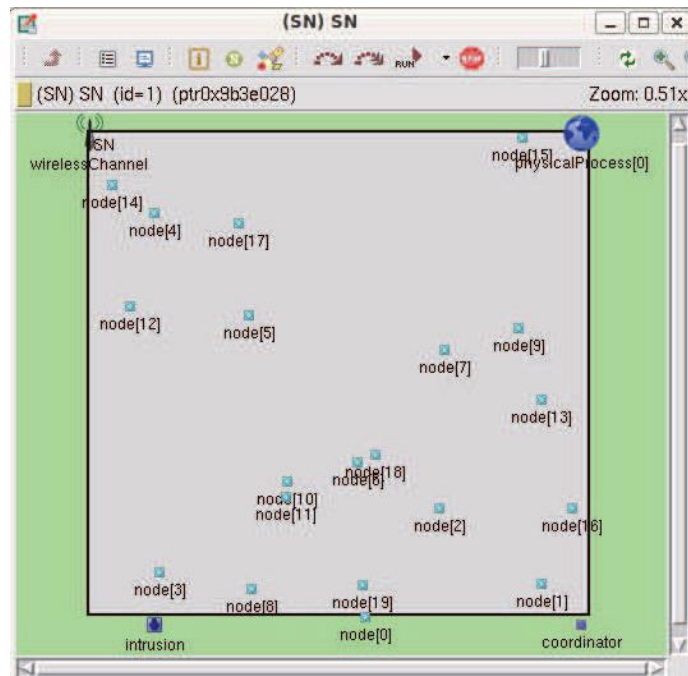 (SN) SN
RUN
STOP
(SN) SN (id=1) (ptr0x9b3e028)
Zoom: 0.51x
SN
wirelessChannel
node[15]
physicalProcess[0]
node[14]
node[4]
node[17]
node[12]
node[5]
node[9]
node[7]
node[13]
node[18]
node[6]
node[10]
node[11]
node[2]
node[16]
node[3]
node[8]
node[19]
node[1]
node[0]
intrusion
coordinator